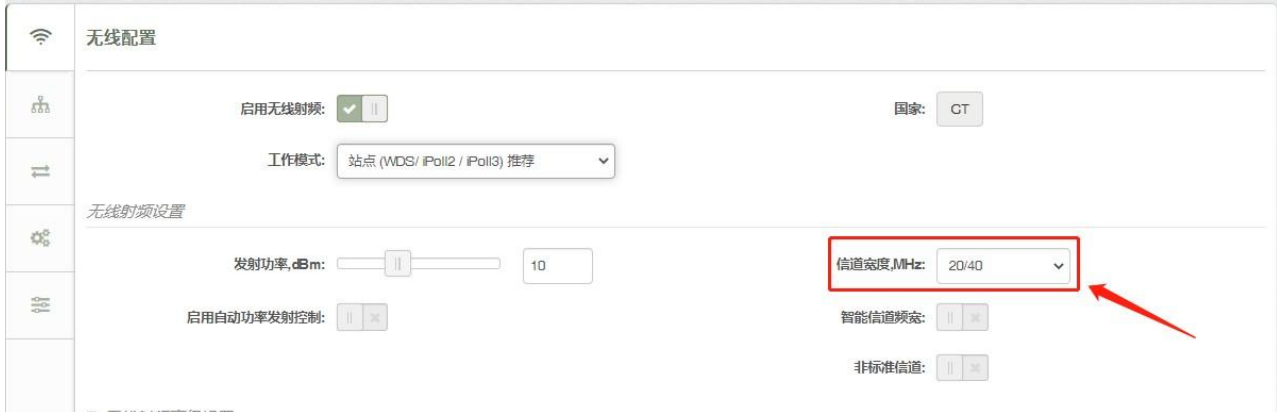 无线配置
启用无线射频:
国家: GT
工作模式: 站点 (WDS/ iPoll2 / iPoll3) 推荐
无线射频设置
发射功率,dBm: 10
信道宽度,MHz: 20/40
启用自动功率发射控制:
智能信道频宽:
非标准信道: